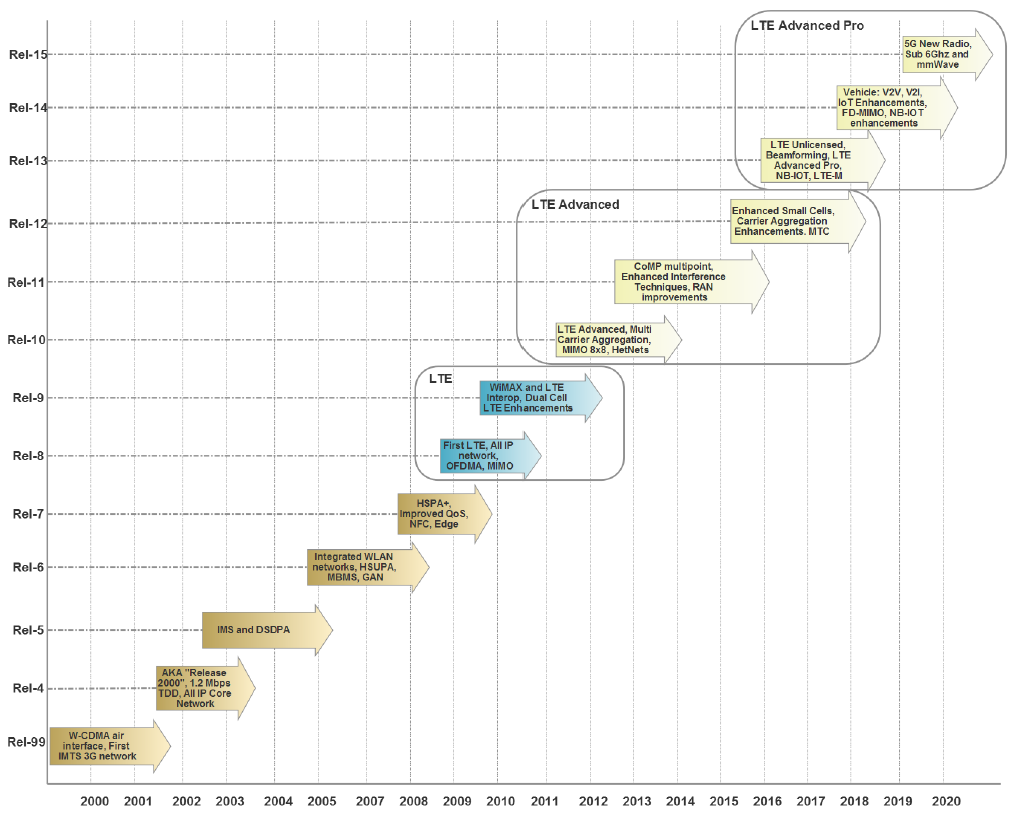 LTE Advanced Pro
Rel-15
5G New Radio,
Sub 6Ghz and
mmWave
Rel-14
Vehicle: V2V, V2I,
IoT Enhancements,
FD-MIMO, NB-IOT
enhancements
Rel-13
LTE Unlicensed,
Beamforming, LTE
Advanced Pro,
NB-IOT, LTE-M
LTE Advanced
Rel-12
Enhanced Small Cells,
Carrier Aggregation
Enhancements. MTC
Rel-11
CoMP multipoint,
Enhanced Interference
Techniques, RAN
improvements
Rel-10
LTE Advanced, Multi
Carrier Aggregation,
MIMO 8x8, HetNets
LTE
Rel-9
WiMAX and LTE
Interop, Dual Cell
LTE Enhancements
Rel-8
First LTE, All IP
network,
OFDMA, MIMO
Rel-7
HSPA+,
Improved QoS,
NFC, Edge
Rel-6
Integrated WLAN
networks, HSUPA,
MBMS, GAN
Rel-5
IMS and DSDPA
Rel-4
AKA "Release
2000", 1.2 Mbps
TDD, All IP Core
Network
Rel-99
W-CDMA air
interface, First
IMTS 3G network
2000 2001 2002 2003 2004 2005 2007 2008 2009 2010 2011 2012 2013 2014 2015 2016 2017 2018 2019 2020